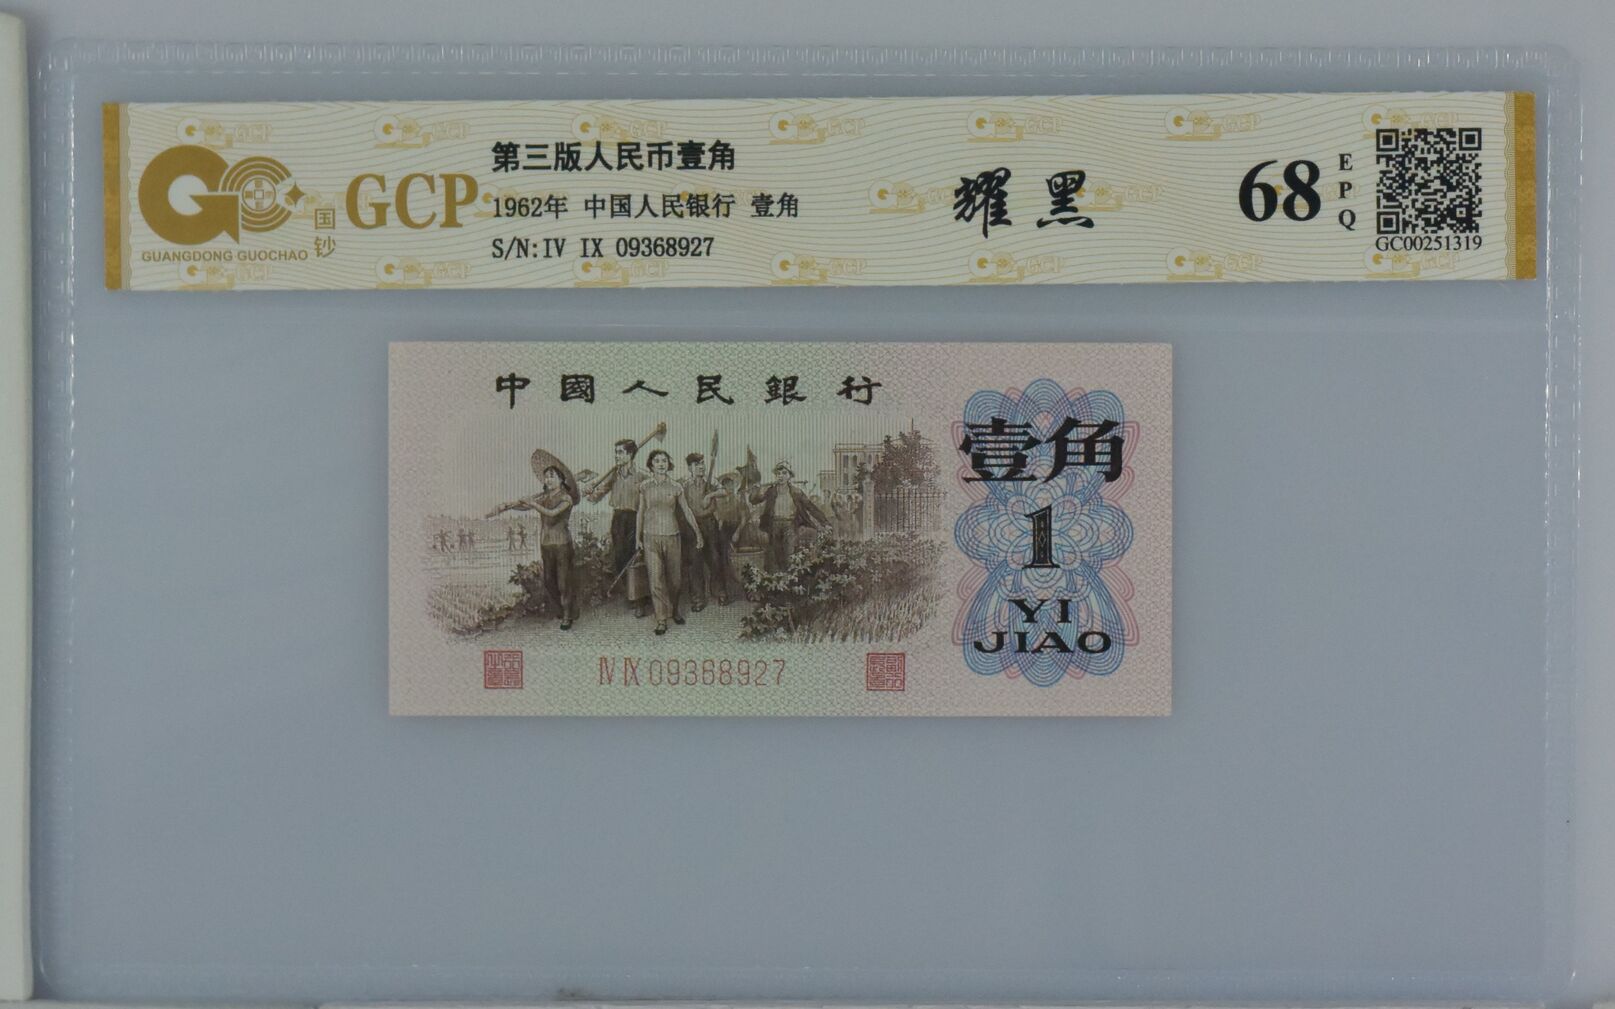 GCP
国钞
GUANGDONG GUOCHAO
第三版人民币壹角
1962年 中国人民银行 壹角
S/N:IV IX 09368927
耀黑
68
EPQ
GC00251319
中國人民銀行
壹角
1
YI
JIAO
IV IX 09368927